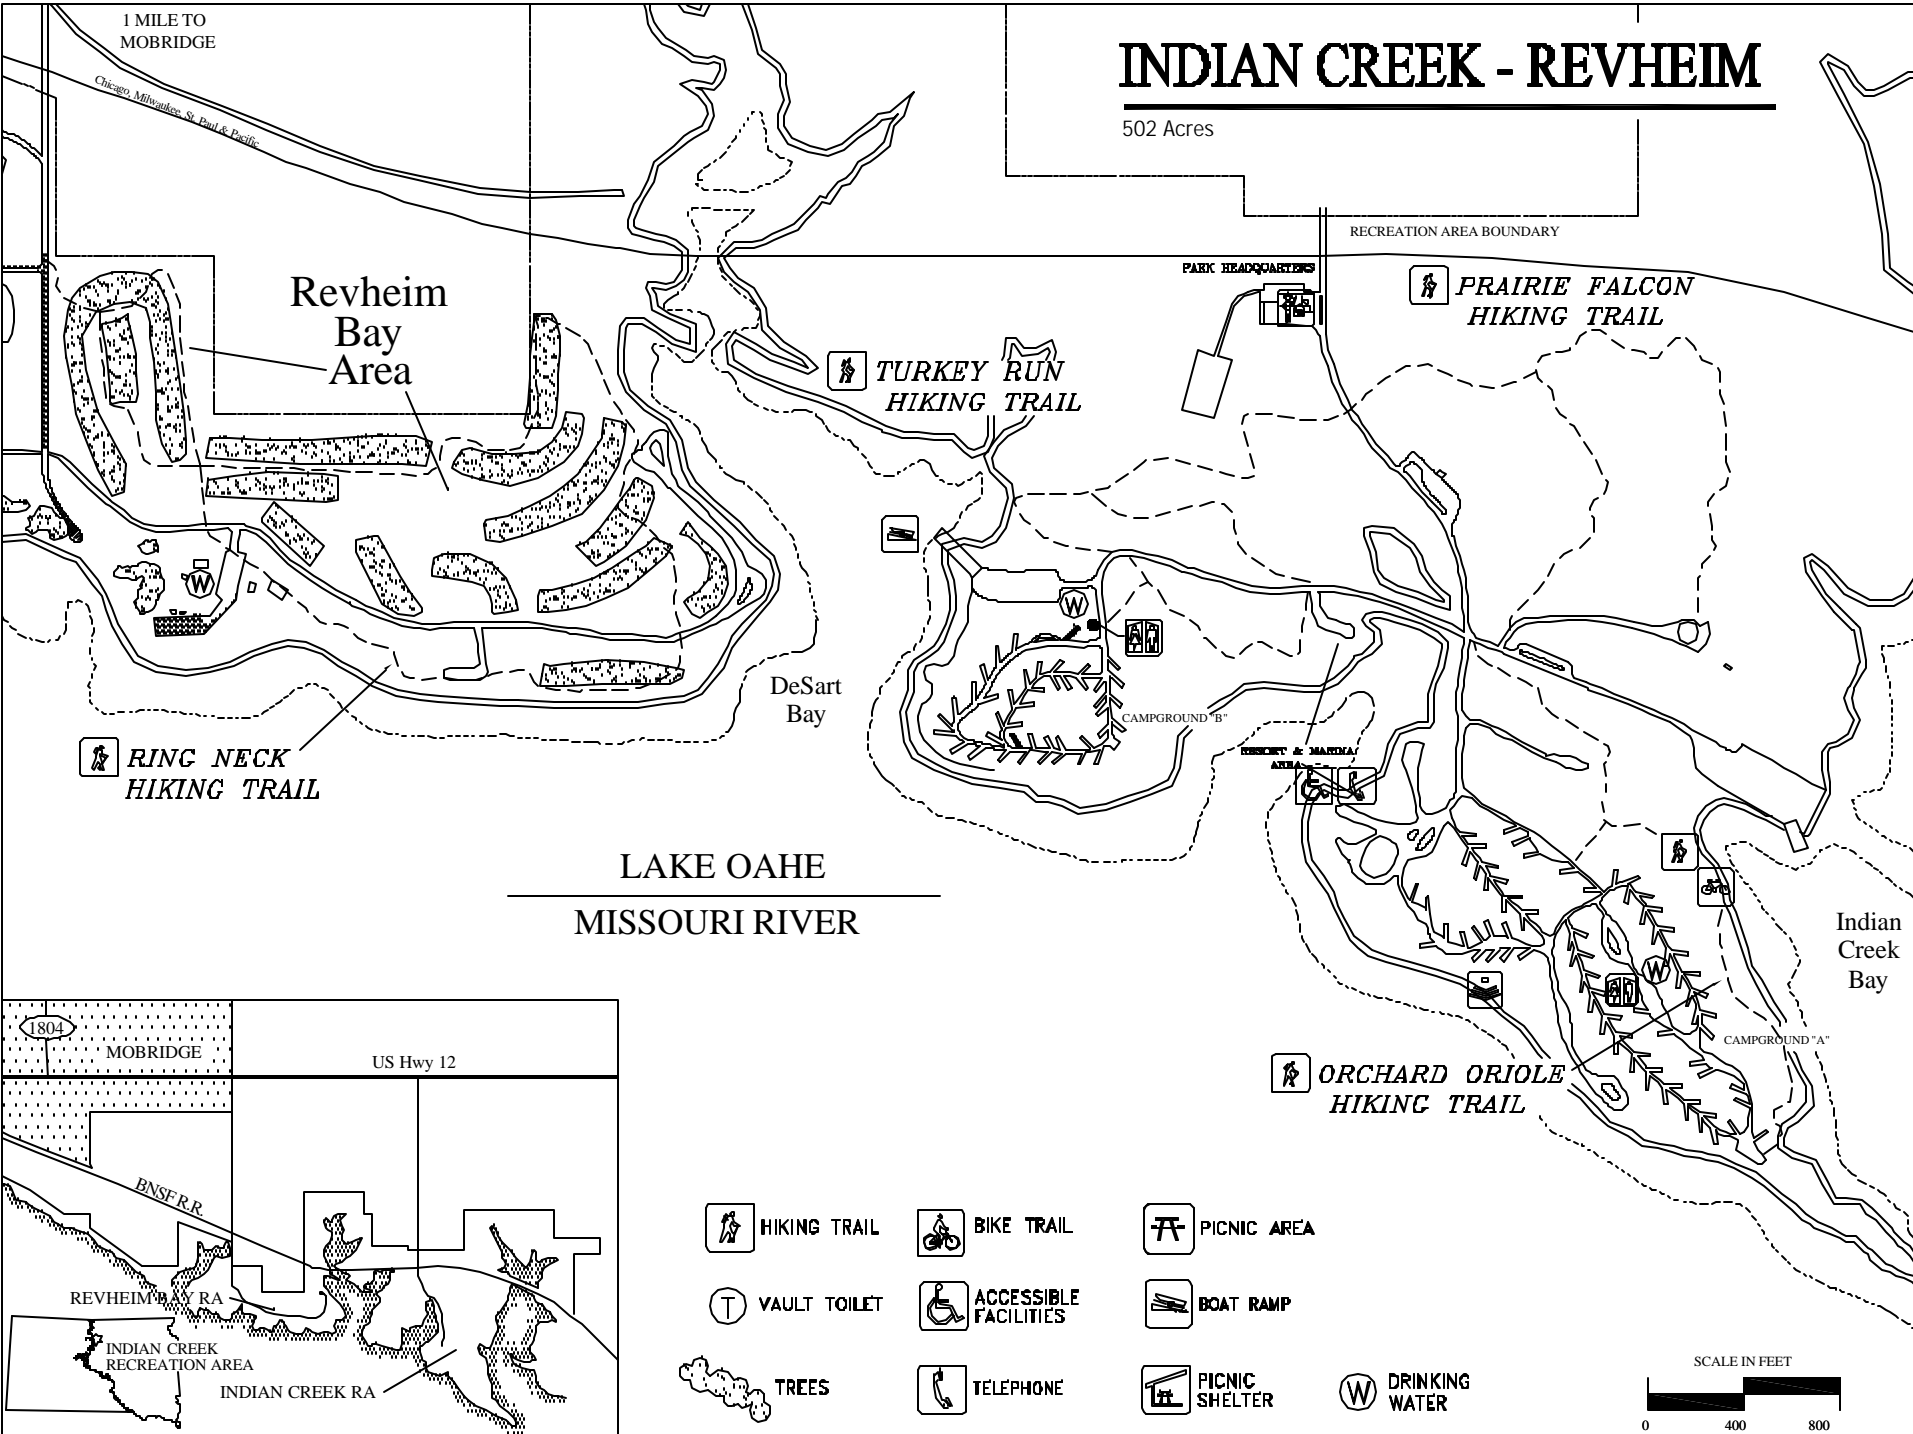 1 MILE TO
MOBRIDGE
Chicago, Milwaukee, St. Paul & Pacific
INDIAN CREEK - REVHEIM
502 Acres
RECREATION AREA BOUNDARY
PARK HEADQUARTERS
PRAIRIE FALCON
HIKING TRAIL
Revheim
Bay
Area
TURKEY RUN
HIKING TRAIL
W
W
DeSart
Bay
CAMPGROUND "B"
RESORT & MARINA
AREA
RING NECK
HIKING TRAIL
LAKE OAHE
MISSOURI RIVER
Indian
Creek
Bay
W
CAMPGROUND "A"
ORCHARD ORIOLE
HIKING TRAIL
1804
MOBRIDGE
US Hwy 12
BNSF R.R.
REVHEIM BAY RA
INDIAN CREEK
RECREATION AREA
INDIAN CREEK RA
HIKING TRAIL
BIKE TRAIL
PICNIC AREA
T VAULT TOILET
ACCESSIBLE
FACILITIES
BOAT RAMP
TREES
TELEPHONE
PICNIC
SHELTER
W DRINKING
WATER
SCALE IN FEET
0 400 800